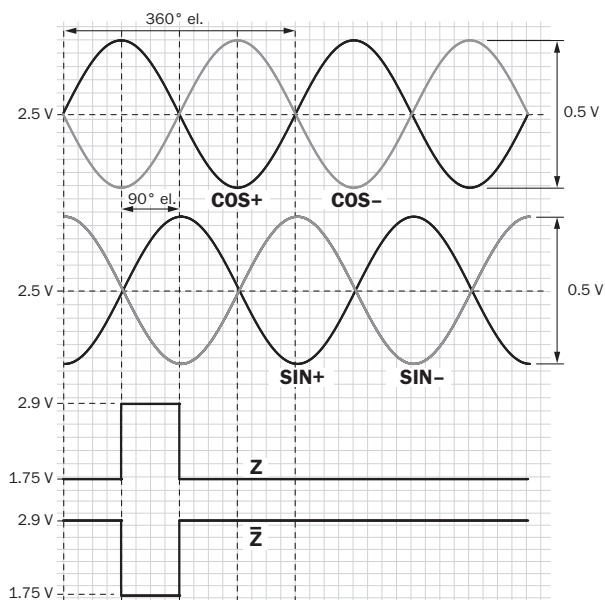 360° el.
2.5 V
0.5 V
COS+ COS–
90° el.
2.5 V
0.5 V
SIN+ SIN–
2.9 V
Z
1.75 V
2.9 V
Z̅
1.75 V